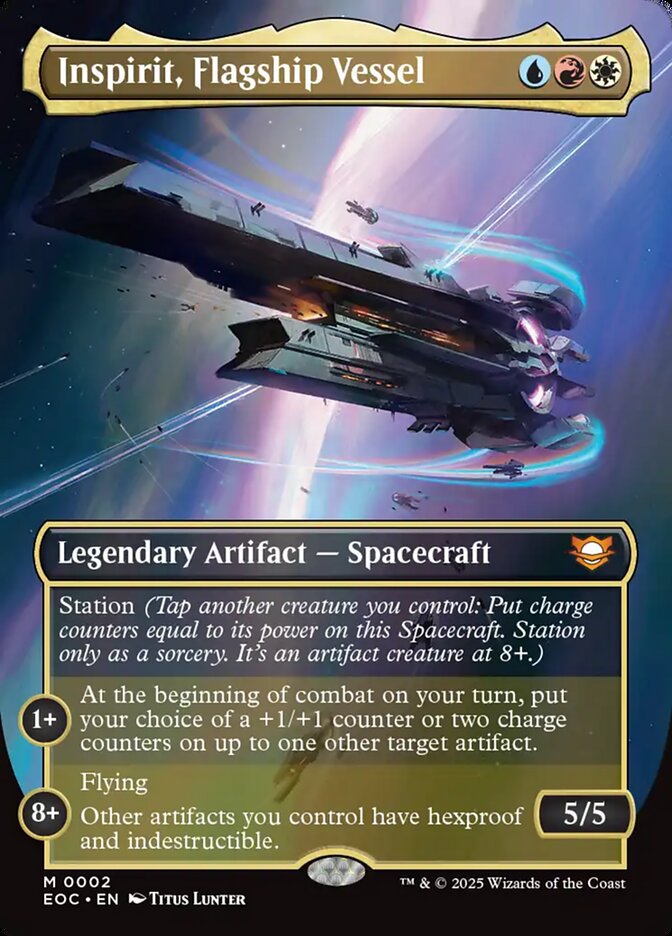 Inspirit, Flagship Vessel
Legendary Artifact — Spacecraft
Station (Tap another creature you control: Put charge
counters equal to its power on this Spacecraft. Station
only as a sorcery. It's an artifact creature at 8+.)
1+
At the beginning of combat on your turn, put
your choice of a +1/+1 counter or two charge
counters on up to one other target artifact.
8+
Flying
Other artifacts you control have hexproof
and indestructible.
5/5
M 0002
EOC • EN Titus Lunter
™ & © 2025 Wizards of the Coast